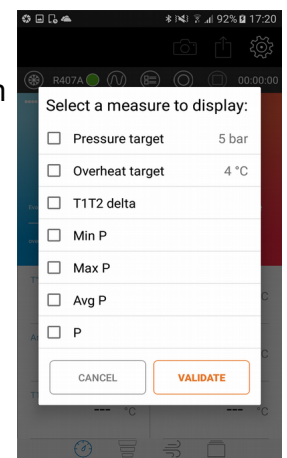 92% 17:20
R407A 00:00:00
Select a measure to display:
Pressure target 5 bar
Overheat target 4 °C
T1T2 delta
Min P
Max P
Avg P
P
CANCEL VALIDATE
--- °C --- °C